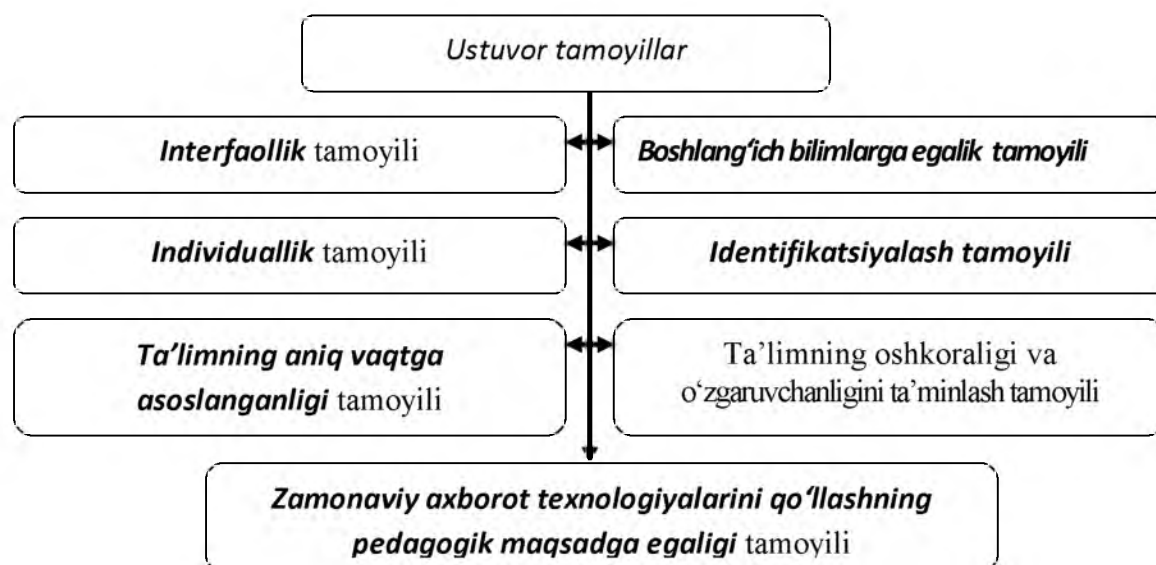 Ustuvor tamoyillar
Interfaollik tamoyili
Boshlang‘ich bilimlarga egalik tamoyili
Individuallik tamoyili
Identifikatsiyalash tamoyili
Ta’limning aniq vaqtga
asoslanganligi tamoyili
Ta’limning oshkoraligi va
o‘zgaruvchanligini ta’minlash tamoyili
Zamonaviy axborot texnologiyalarini qo‘llashning
pedagogik maqsadga egaligi tamoyili